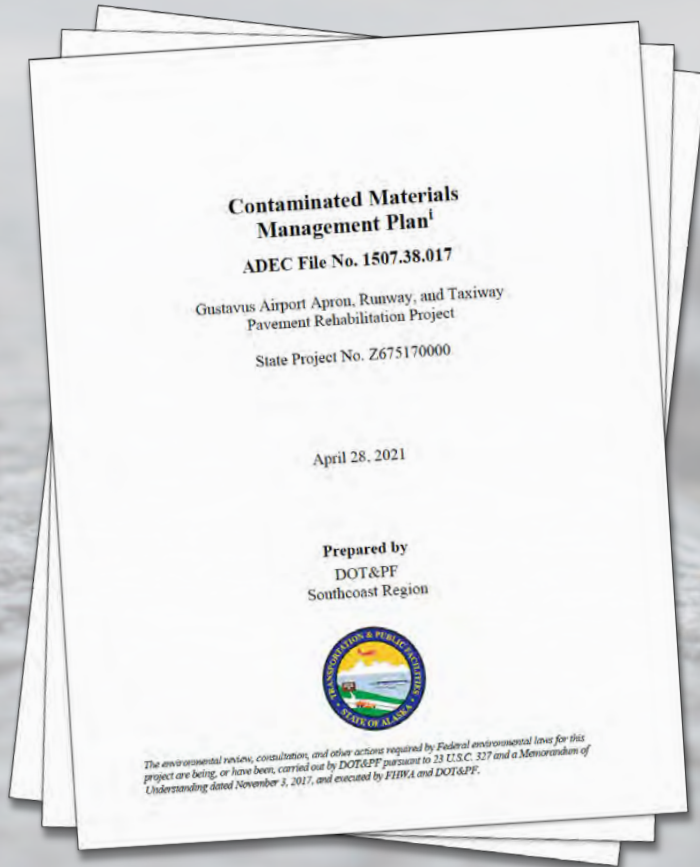 Contaminated Materials
Management Planⁱ
ADEC File No. 1507.38.017
Gustavus Airport Apron, Runway, and Taxiway
Pavement Rehabilitation Project
State Project No. Z675170000
April 28, 2021
Prepared by
DOT&PF
Southcoast Region
TRANSPORTATION & PUBLIC FACILITIES
STATE OF ALASKA
The environmental review, consultation, and other actions required by Federal environmental laws for this
project are being, or have been, carried out by DOT&PF pursuant to 23 U.S.C. 327 and a Memorandum of
Understanding dated November 3, 2017, and executed by FHWA and DOT&PF.